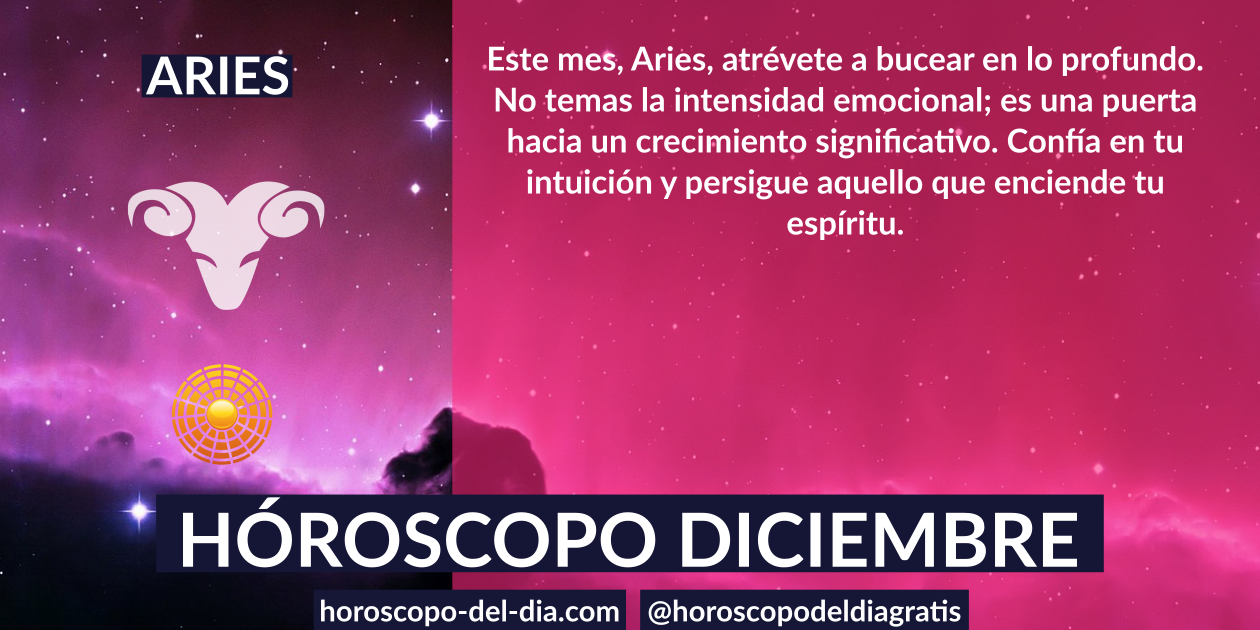 ARIES
Este mes, Aries, atrévete a bucear en lo profundo.
No temas la intensidad emocional; es una puerta
hacia un crecimiento significativo. Confía en tu
intuición y persigue aquello que enciende tu
espíritu.
HÓROSCOPO DICIEMBRE
horoscopo-del-dia.com @horoscopodeldiagratis